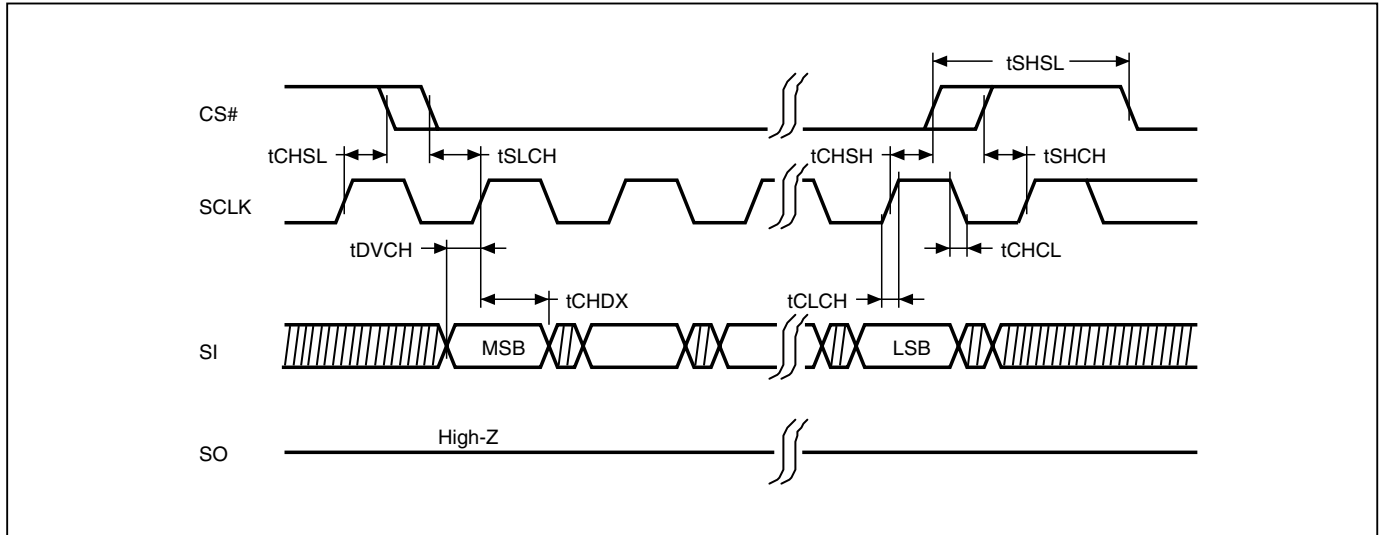 tSHSL
CS#
tCHSL
tSLCH
tCHSH
tSHCH
SCLK
tDVCH
tCHCL
tCHDX
tCLCH
SI
MSB
LSB
High-Z
SO